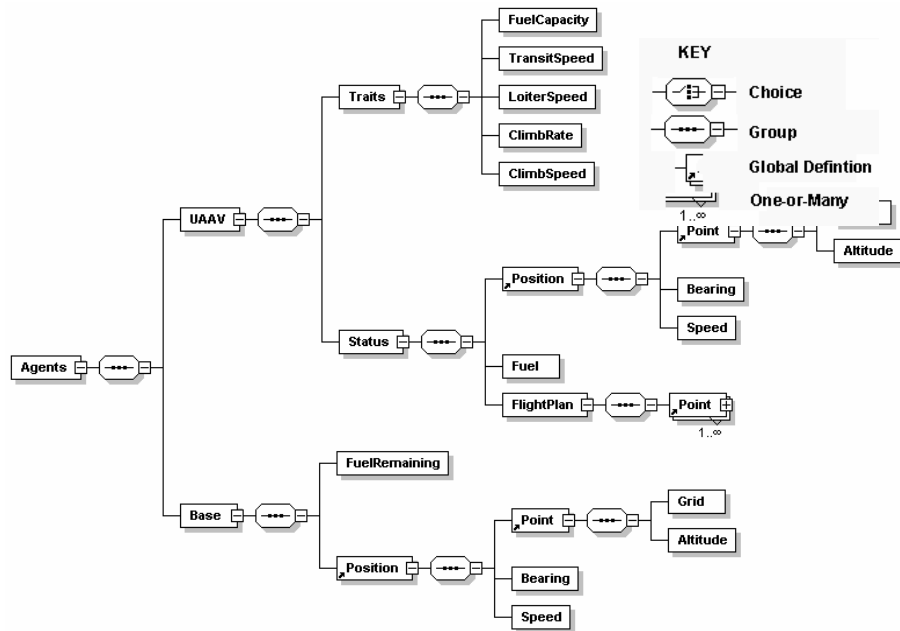 FuelCapacity
TransitSpeed
LoiterSpeed
ClimbRate
ClimbSpeed
Traits
KEY
Choice
Group
Global Defintion
One-or-Many
1..∞
UAAV
Point
Altitude
Position
Bearing
Speed
Status
Fuel
FlightPlan
Point
1..∞
Agents
FuelRemaining
Base
Point
Grid
Altitude
Position
Bearing
Speed